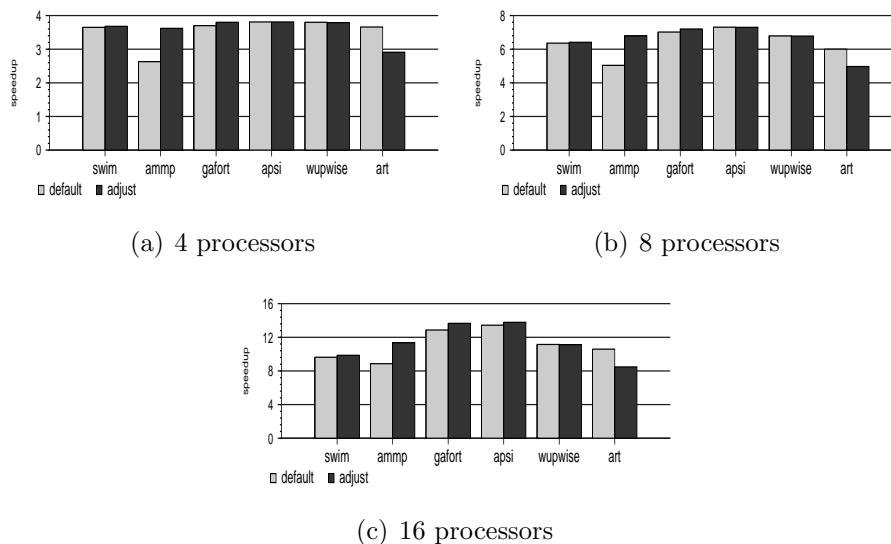 4
3
2
1
0
speedup
swim ammp gafort apsi wupwise art
default adjust
(a) 4 processors
8
6
4
2
0
speedup
swim ammp gafort apsi wupwise art
default adjust
(b) 8 processors
16
12
8
4
0
speedup
swim ammp gafort apsi wupwise art
default adjust
(c) 16 processors